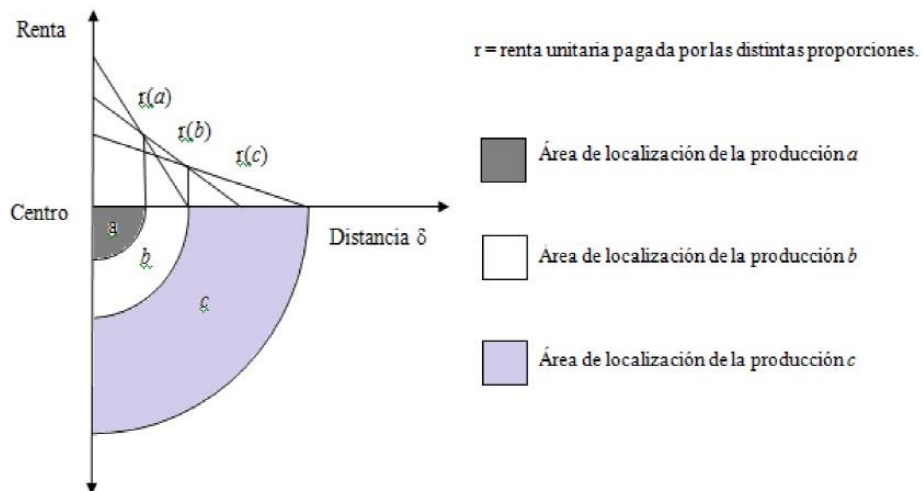 Renta
r = renta unitaria pagada por las distintas proporciones.
r(a)
r(b)
r(c)
Área de localización de la producción a
Centro
Distancia δ
a
b
c
Área de localización de la producción b
Área de localización de la producción c